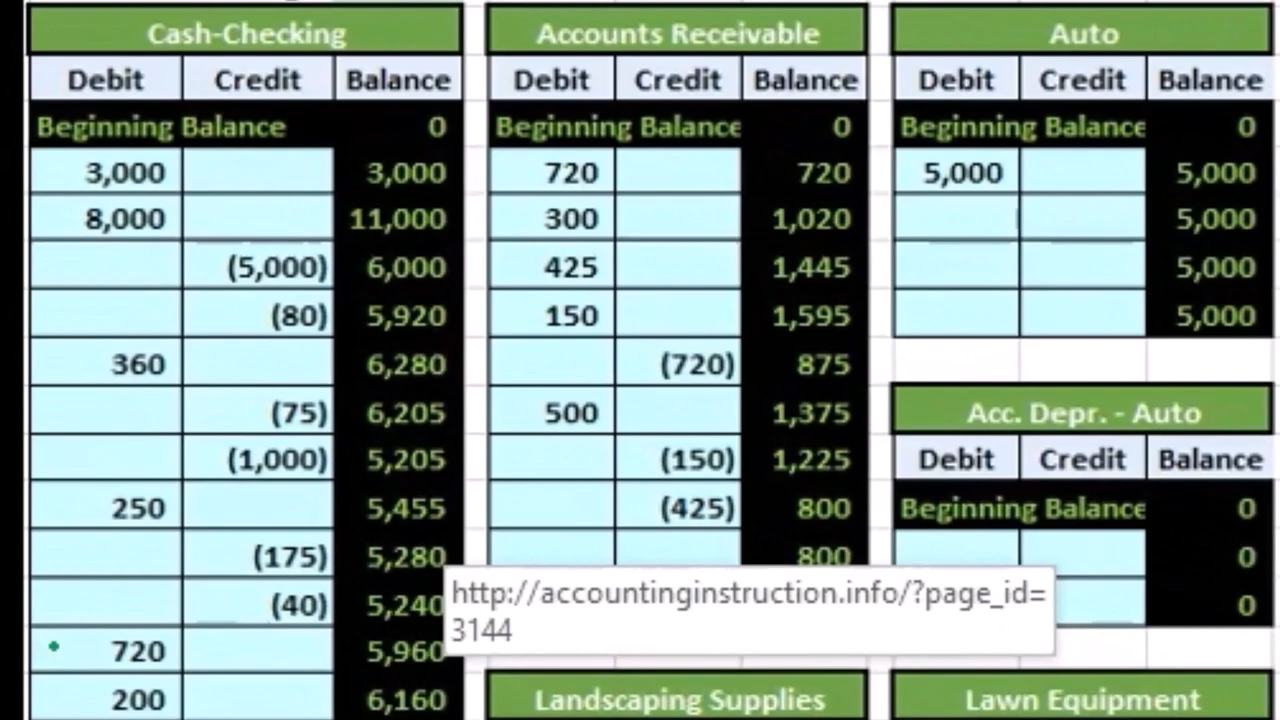 Cash-Checking
Debit Credit Balance
Beginning Balance 0
3,000 3,000
8,000 11,000
(5,000) 6,000
(80) 5,920
360 6,280
(75) 6,205
(1,000) 5,205
250 5,455
(175) 5,280
(40) 5,240
720 5,960
200 6,160
Accounts Receivable
Debit Credit Balance
Beginning Balance 0
720 720
300 1,020
425 1,445
150 1,595
(720) 875
500 1,375
(150) 1,225
(425) 800
800
http://accountinginstruction.info/?page_id=
3144
Landscaping Supplies
Auto
Debit Credit Balance
Beginning Balance 0
5,000 5,000
5,000
5,000
5,000
Acc. Depr. - Auto
Debit Credit Balance
Beginning Balance 0
0
0
Lawn Equipment